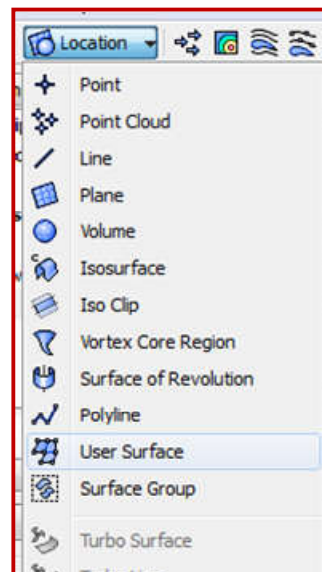 Location
Point
Point Cloud
Line
Plane
Volume
Isosurface
Iso Clip
Vortex Core Region
Surface of Revolution
Polyline
User Surface
Surface Group
Turbo Surface